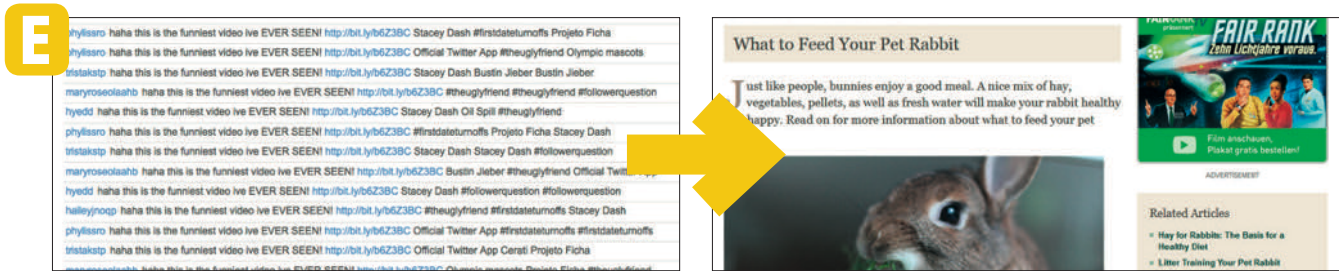 E
phylissro haha this is the funniest video ive EVER SEEN! http://bit.ly/b6Z3BC Stacey Dash #firstdateturnoffs Projeto Ficha
phylissro haha this is the funniest video ive EVER SEEN! http://bit.ly/b6Z3BC Official Twitter App #theuglyfriend Olympic mascots
tristakstp haha this is the funniest video ive EVER SEEN! http://bit.ly/b6Z3BC Stacey Dash Bustin Jieber Bustin Jieber
maryroseolaahb haha this is the funniest video ive EVER SEEN! http://bit.ly/b6Z3BC #theuglyfriend #theuglyfriend #followerquestion
hyedd haha this is the funniest video ive EVER SEEN! http://bit.ly/b6Z3BC Stacey Dash Oil Spill #theuglyfriend
phylissro haha this is the funniest video ive EVER SEEN! http://bit.ly/b6Z3BC #firstdateturnoffs Projeto Ficha Stacey Dash
tristakstp haha this is the funniest video ive EVER SEEN! http://bit.ly/b6Z3BC Stacey Dash Stacey Dash #followerquestion
maryroseolaahb haha this is the funniest video ive EVER SEEN! http://bit.ly/b6Z3BC Bustin Jieber #theuglyfriend Official
hyedd haha this is the funniest video ive EVER SEEN! http://bit.ly/b6Z3BC Stacey Dash #followerquestion #followerquestion
haileyjnoqp haha this is the funniest video ive EVER SEEN! http://bit.ly/b6Z3BC #theuglyfriend #firstdateturnoffs Stacey Dash
phylissro haha this is the funniest video ive EVER SEEN! http://bit.ly/b6Z3BC Official Twitter App #firstdateturnoffs #firstdateturnoffs
tristakstp haha this is the funniest video ive EVER SEEN! http://bit.ly/b6Z3BC Official Twitter App Cerati Projeto Ficha
What to Feed Your Pet Rabbit
Just like people, bunnies enjoy a good meal. A nice mix of hay,
vegetables, pellets, as well as fresh water will make your rabbit healthy
happy. Read on for more information about what to feed your pet
präsentiert
FAIR RANK
Zehn Lichtjahre voraus.
Film anschauen,
Plakat gratis bestellen!
ADVERTISEMENT
Related Articles
Hay for Rabbits: The Basis for a
Healthy Diet
Litter Training Your Pet Rabbit